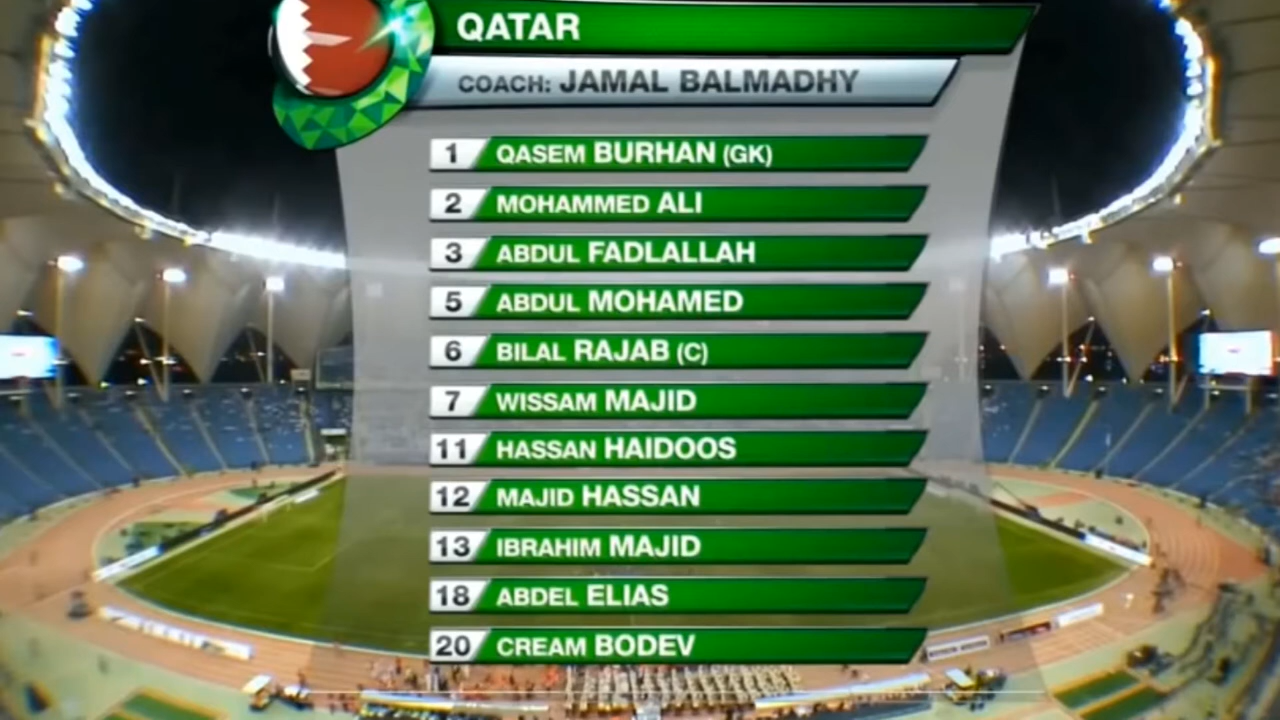 QATAR
COACH: JAMAL BALMADHY
1 QASEM BURHAN (GK)
2 MOHAMMED ALI
3 ABDUL FADLALLAH
5 ABDUL MOHAMED
6 BILAL RAJAB (C)
7 WISSAM MAJID
11 HASSAN HAIDOOS
12 MAJID HASSAN
13 IBRAHIM MAJID
18 ABDEL ELIAS
20 CREAM BODEV